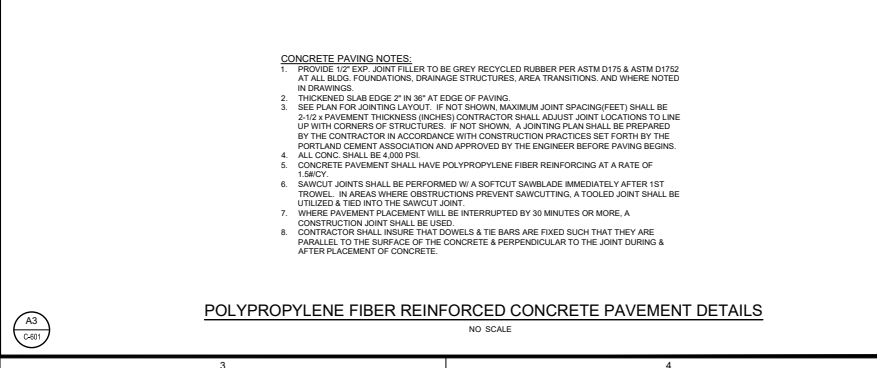 CONCRETE PAVING NOTES:
1. PROVIDE 1/2" EXP. JOINT FILLER TO BE GREY RECYCLED RUBBER PER ASTM D175 & ASTM D1752
AT ALL BLDG. FOUNDATIONS, DRAINAGE STRUCTURES, AREA TRANSITIONS. AND WHERE NOTED
IN DRAWINGS.
2. THICKENED SLAB EDGE 2" IN 36" AT EDGE OF PAVING.
3. SEE PLAN FOR JOINTING LAYOUT. IF NOT SHOWN, MAXIMUM JOINT SPACING(FEET) SHALL BE
2-1/2 x PAVEMENT THICKNESS (INCHES) CONTRACTOR SHALL ADJUST JOINT LOCATIONS TO LINE
UP WITH CORNERS OF STRUCTURES. IF NOT SHOWN, A JOINTING PLAN SHALL BE PREPARED
BY THE CONTRACTOR IN ACCORDANCE WITH CONSTRUCTION PRACTICES SET FORTH BY THE
PORTLAND CEMENT ASSOCIATION AND APPROVED BY THE ENGINEER BEFORE PAVING BEGINS.
4. ALL CONC. SHALL BE 4,000 PSI.
5. CONCRETE PAVEMENT SHALL HAVE POLYPROPYLENE FIBER REINFORCING AT A RATE OF
1.5#/CY.
6. SAWCUT JOINTS SHALL BE PERFORMED W/ A SOFTCUT SAWBLADE IMMEDIATELY AFTER 1ST
TROWEL. IN AREAS WHERE OBSTRUCTIONS PREVENT SAWCUTTING, A TOOLED JOINT SHALL BE
UTILIZED & TIED INTO THE SAWCUT JOINT.
7. WHERE PAVEMENT PLACEMENT WILL BE INTERRUPTED BY 30 MINUTES OR MORE, A
CONSTRUCTION JOINT SHALL BE USED.
8. CONTRACTOR SHALL INSURE THAT DOWELS & TIE BARS ARE FIXED SUCH THAT THEY ARE
PARALLEL TO THE SURFACE OF THE CONCRETE & PERPENDICULAR TO THE JOINT DURING &
AFTER PLACEMENT OF CONCRETE.
POLYPROPYLENE FIBER REINFORCED CONCRETE PAVEMENT DETAILS
NO SCALE
A3
C-601
3
4